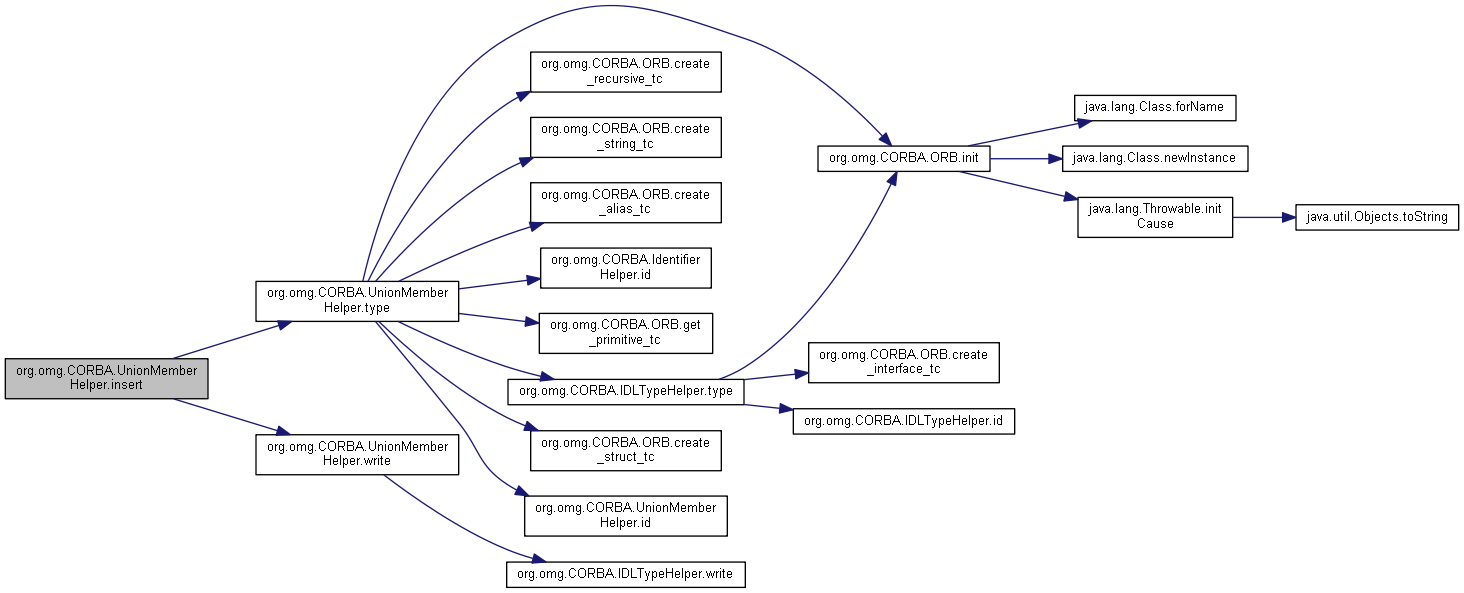 org.omg.CORBA.UnionMember
Helper.insert
org.omg.CORBA.UnionMember
Helper.type
org.omg.CORBA.UnionMember
Helper.write
org.omg.CORBA.ORB.create
_recursive_tc
org.omg.CORBA.ORB.create
_string_tc
org.omg.CORBA.ORB.create
_alias_tc
org.omg.CORBA.Identifier
Helper.id
org.omg.CORBA.ORB.get
_primitive_tc
org.omg.CORBA.IDLTypeHelper.type
org.omg.CORBA.ORB.create
_struct_tc
org.omg.CORBA.UnionMember
Helper.id
org.omg.CORBA.IDLTypeHelper.write
org.omg.CORBA.ORB.init
org.omg.CORBA.ORB.create
_interface_tc
org.omg.CORBA.IDLTypeHelper.id
java.lang.Class.forName
java.lang.Class.newInstance
java.lang.Throwable.init
Cause
java.util.Objects.toString